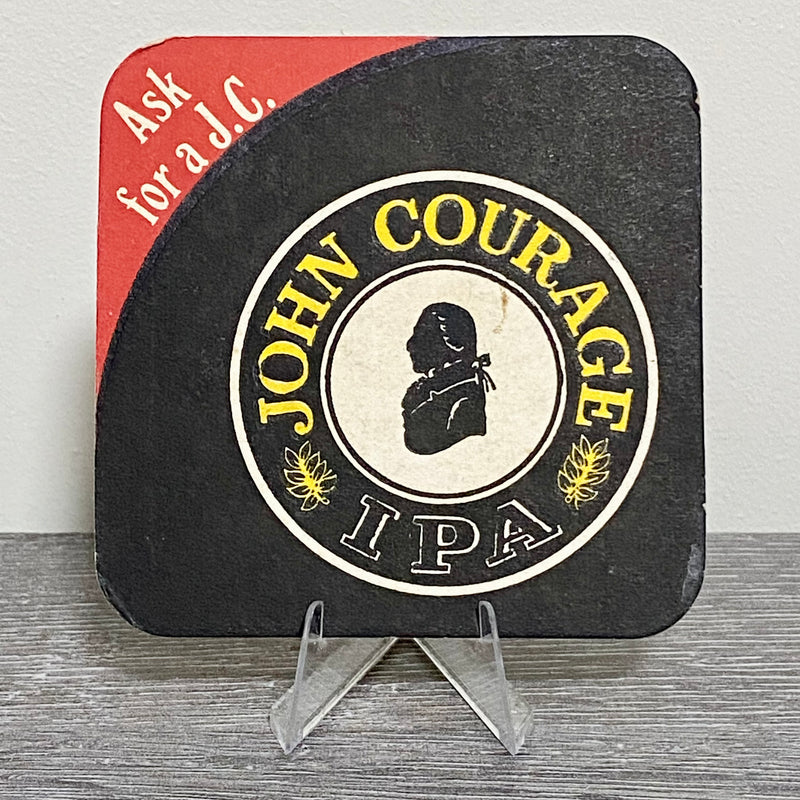 Ask
for a J.C.
JOHN COURAGE
IPA